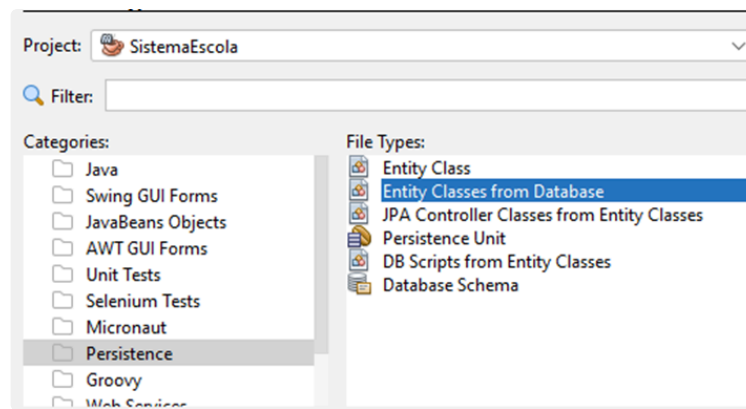 Project: SistemaEscola
Filter:
Categories:
Java
Swing GUI Forms
JavaBeans Objects
AWT GUI Forms
Unit Tests
Selenium Tests
Micronaut
Persistence
Groovy
Web Services
File Types:
Entity Class
Entity Classes from Database
JPA Controller Classes from Entity Classes
Persistence Unit
DB Scripts from Entity Classes
Database Schema